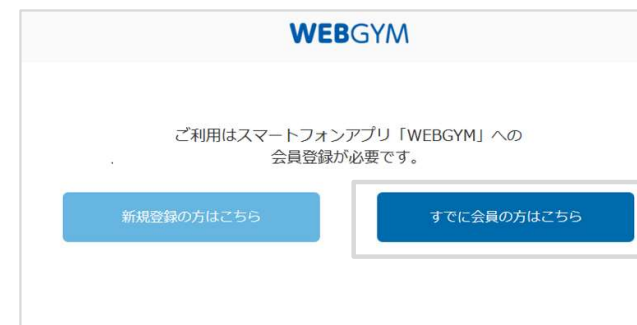 WEBGYM
ご利用はスマートフォンアプリ「WEBGYM」への
会員登録が必要です。
新規登録の方はこちら
すでに会員の方はこちら